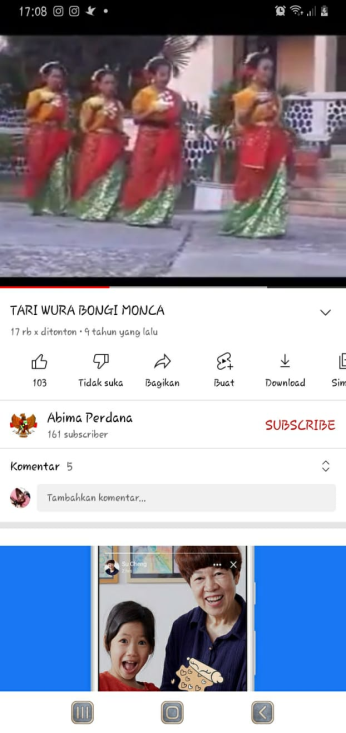 17:08
TARI WURA BONGI MONCA
17 rb x ditonton • 9 tahun yang lalu
103 Tidak suka Bagikan Buat Download Sim
Abima Perdana
161 subscriber
SUBSCRIBE
Komentar 5
Tambahkan komentar...